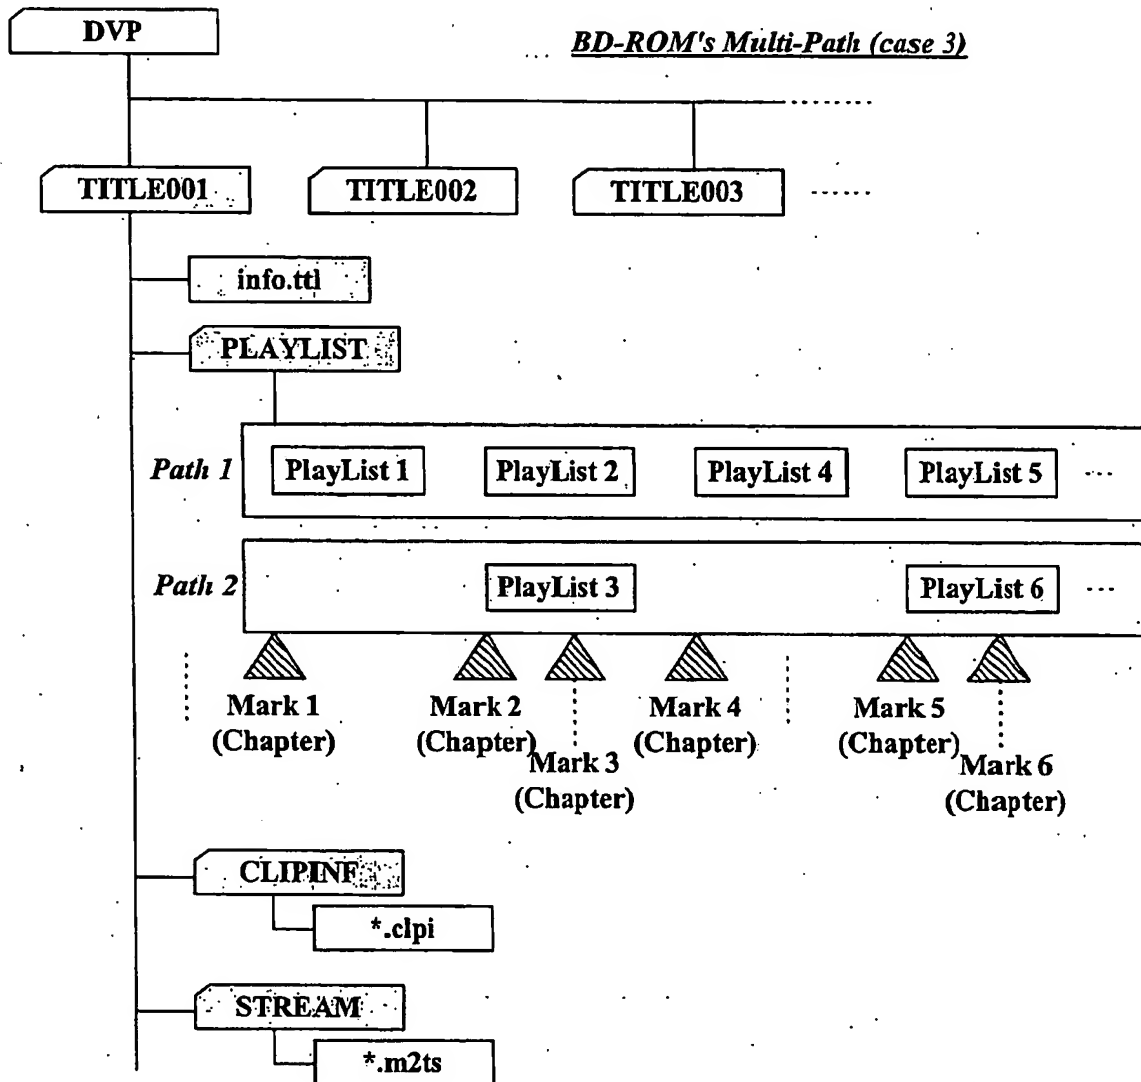 DVP
BD-ROM's Multi-Path (case 3)
TITLE001
TITLE002
TITLE003
info.ttl
PLAYLIST
Path 1
PlayList 1
PlayList 2
PlayList 4
PlayList 5
Path 2
PlayList 3
PlayList 6
Mark 1
(Chapter)
Mark 2
(Chapter)
Mark 3
(Chapter)
Mark 4
(Chapter)
Mark 5
(Chapter)
Mark 6
(Chapter)
CLIPINF
*.clpi
STREAM
*.m2ts